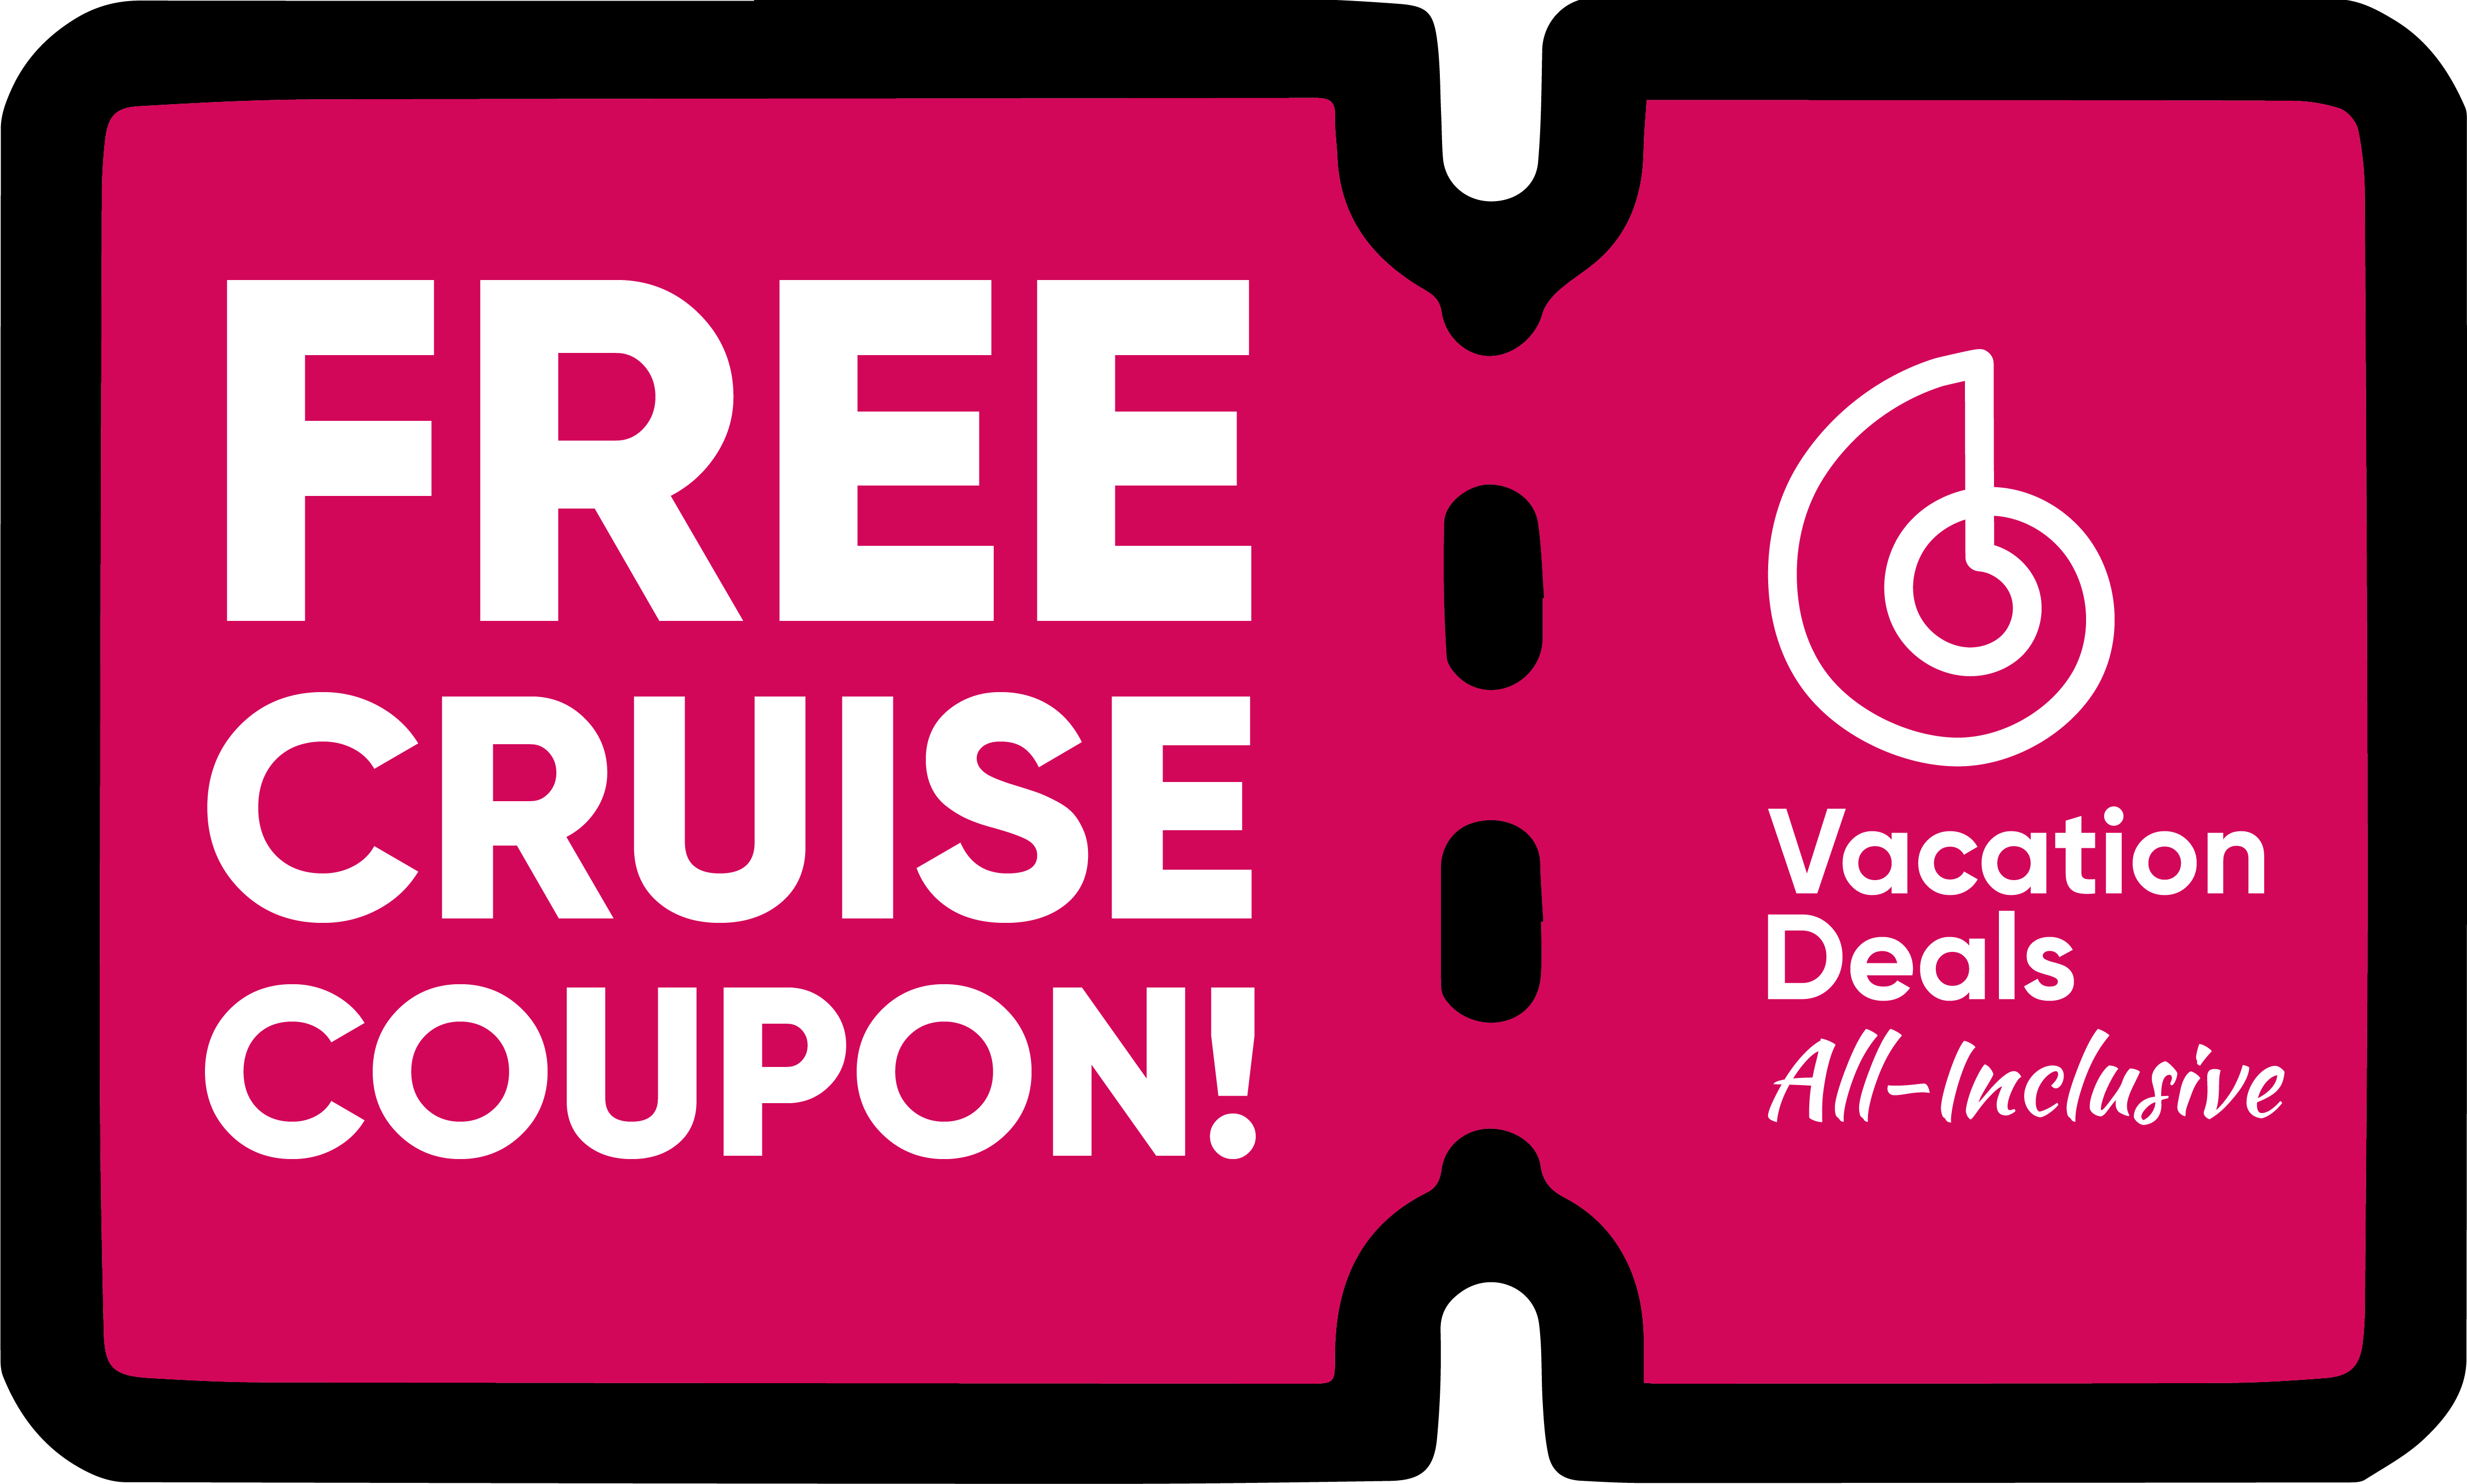 FREE
CRUISE
COUPON!
Vacation
Deals
All-Inclusive